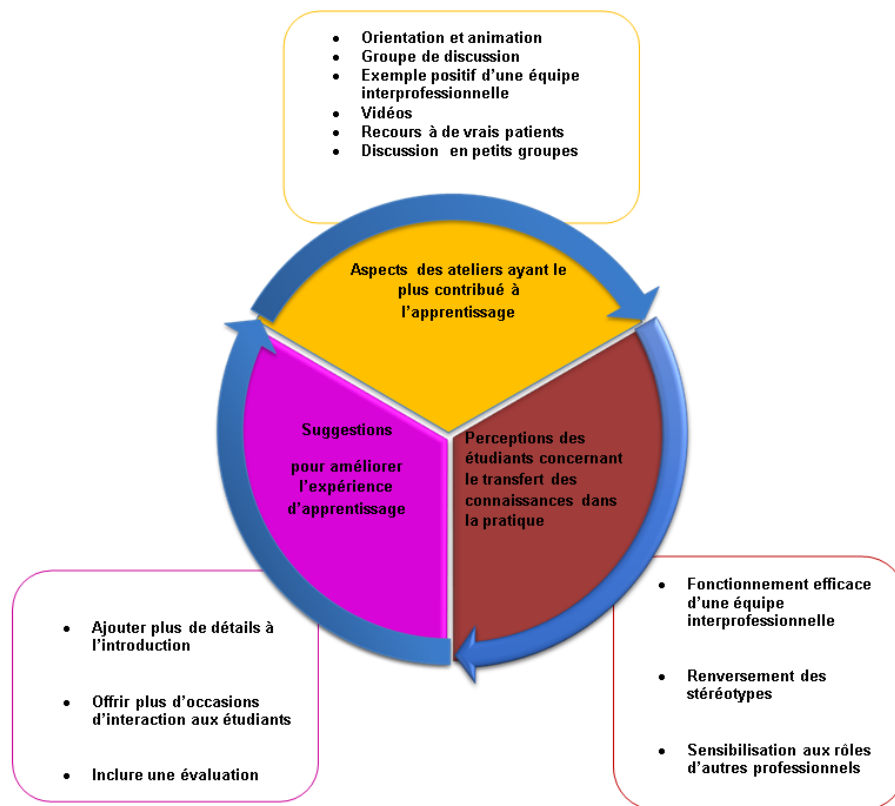 • Orientation et animation
• Groupe de discussion
• Exemple positif d’une équipe
interprofessionnelle
• Vidéos
• Recours à de vrais patients
• Discussion en petits groupes
Aspects des ateliers ayant le
plus contribué à
l’apprentissage
Suggestions
pour améliorer
l’expérience
d’apprentissage
Perceptions des
étudiants concernant
le transfert des
connaissances dans
la pratique
• Ajouter plus de détails à
l’introduction
• Offrir plus d’occasions
d’interaction aux étudiants
• Inclure une évaluation
• Fonctionnement efficace
d’une équipe
interprofessionnelle
• Renversement des
stéréotypes
• Sensibilisation aux rôles
d’autres professionnels